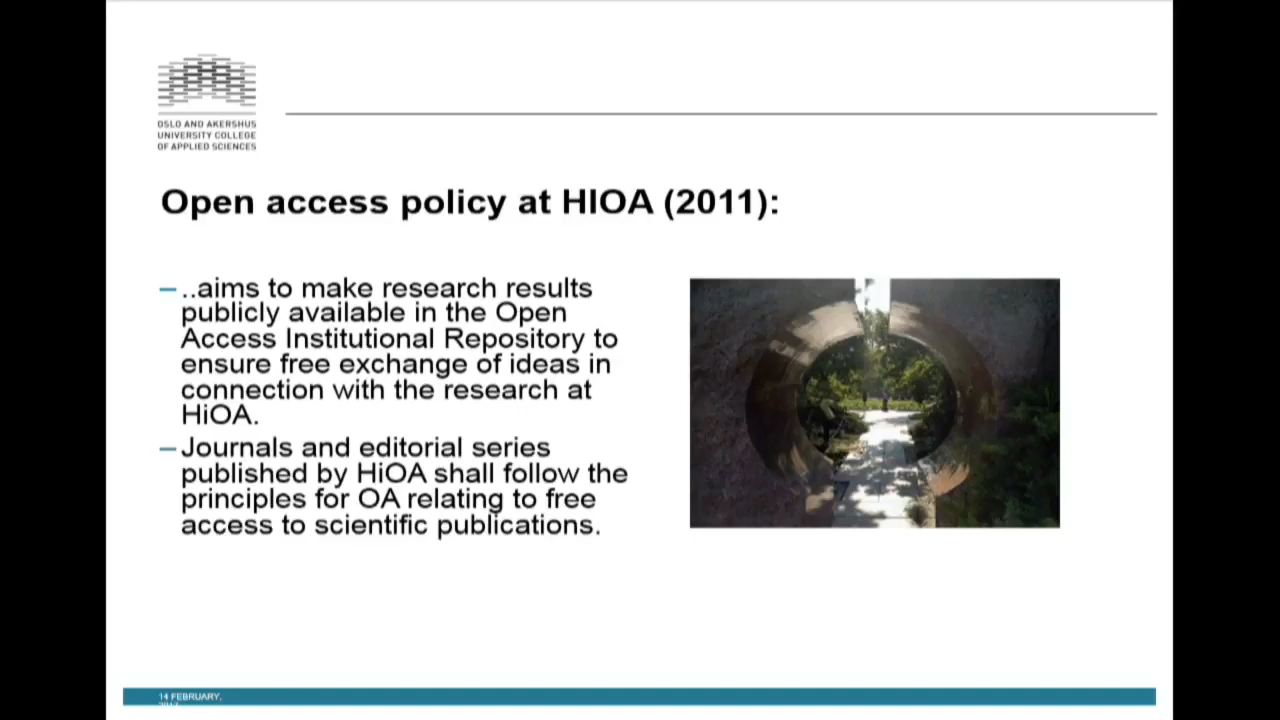 OSLO AND AKERSHUS
UNIVERSITY COLLEGE
OF APPLIED SCIENCES
Open access policy at HIOA (2011):
– ..aims to make research results
publicly available in the Open
Access Institutional Repository to
ensure free exchange of ideas in
connection with the research at
HiOA.
– Journals and editorial series
published by HiOA shall follow the
principles for OA relating to free
access to scientific publications.
14 FEBRUARY,